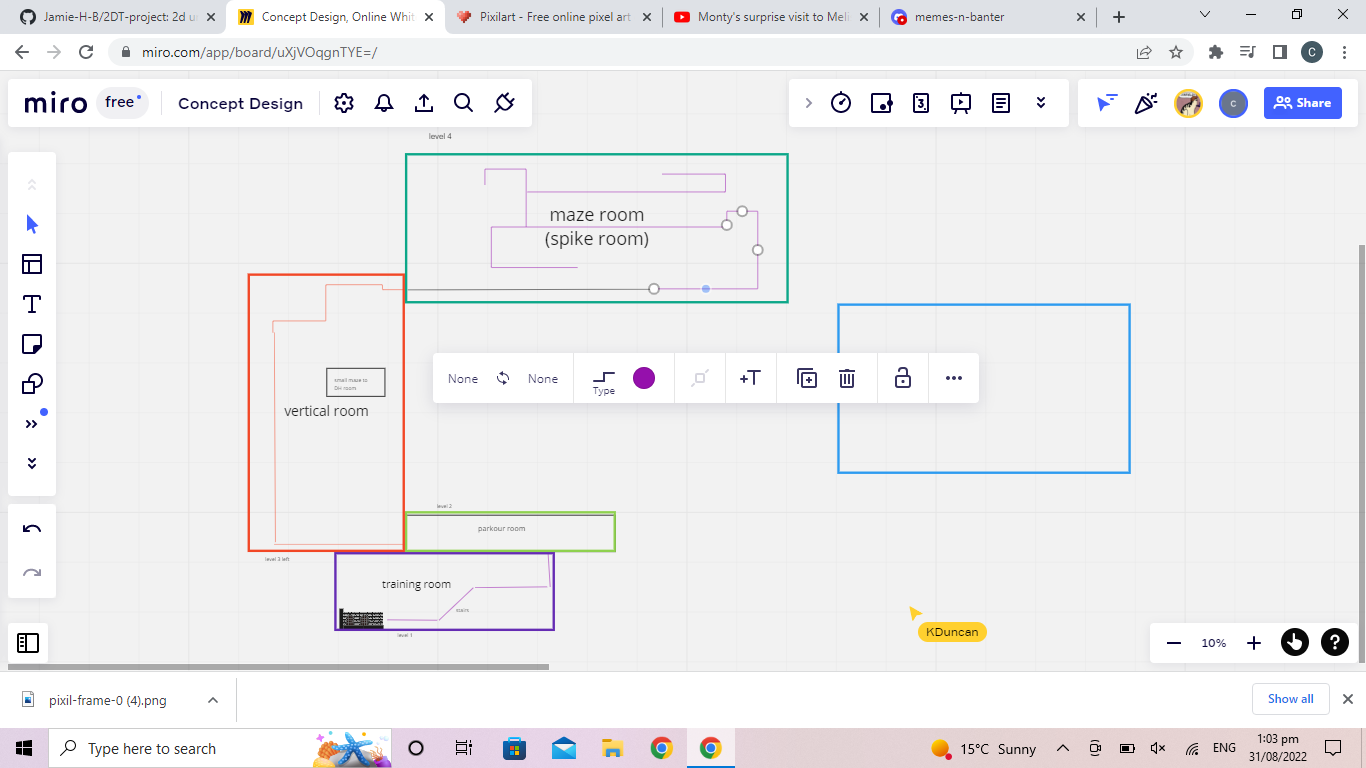 Jamie-H-B/2DT-project: 2d u
Concept Design, Online Whit
Pixilart - Free online pixel art
Monty's surprise visit to Meli
memes-n-banter
miro.com/app/board/uXjVOqgnTYE=/
C
miro
free
Concept Design
3
C
Share
level 4
maze room
(spike room)
small maze to
DH room
vertical room
None
None
Type
+T
level 2
parkour room
level 3 left
training room
stairs
level 1
KDuncan
10%
?
pixil-frame-0 (4).png
Show all
Type here to search
15°C Sunny
ENG
1:03 pm
31/08/2022